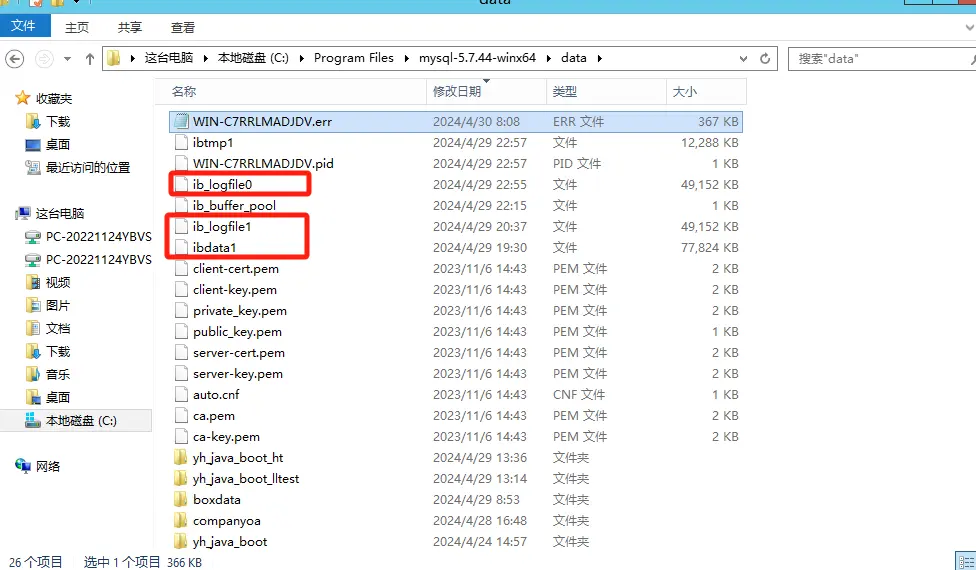 data
文件 主页 共享 查看
这台电脑 本地磁盘 (C:) Program Files mysql-5.7.44-winx64 data 搜索"data"
名称 修改日期 类型 大小
收藏夹
下载
桌面
最近访问的位置
这台电脑
PC-20221124YBVS
PC-20221124YBVS
视频
图片
文档
下载
音乐
桌面
本地磁盘 (C:)
网络
WIN-C7RRLMADJDV.err 2024/4/30 8:08 ERR 文件 367 KB
ibtmp1 2024/4/29 22:57 文件 12,288 KB
WIN-C7RRLMADJDV.pid 2024/4/29 22:57 PID 文件 1 KB
ib_logfile0 2024/4/29 22:55 文件 49,152 KB
ib_buffer_pool 2024/4/29 22:15 文件 1 KB
ib_logfile1 2024/4/29 20:37 文件 49,152 KB
ibdata1 2024/4/29 19:30 文件 77,824 KB
client-cert.pem 2023/11/6 14:43 PEM 文件 2 KB
client-key.pem 2023/11/6 14:43 PEM 文件 2 KB
private_key.pem 2023/11/6 14:43 PEM 文件 2 KB
public_key.pem 2023/11/6 14:43 PEM 文件 1 KB
server-cert.pem 2023/11/6 14:43 PEM 文件 2 KB
server-key.pem 2023/11/6 14:43 PEM 文件 2 KB
auto.cnf 2023/11/6 14:43 CNF 文件 1 KB
ca.pem 2023/11/6 14:43 PEM 文件 2 KB
ca-key.pem 2023/11/6 14:43 PEM 文件 2 KB
yh_java_boot_ht 2024/4/29 13:36 文件夹
yh_java_boot_lltest 2024/4/29 13:14 文件夹
boxdata 2024/4/29 8:53 文件夹
companyoa 2024/4/28 16:48 文件夹
yh_java_boot 2024/4/24 14:57 文件夹
26 个项目 选中 1 个项目 366 KB